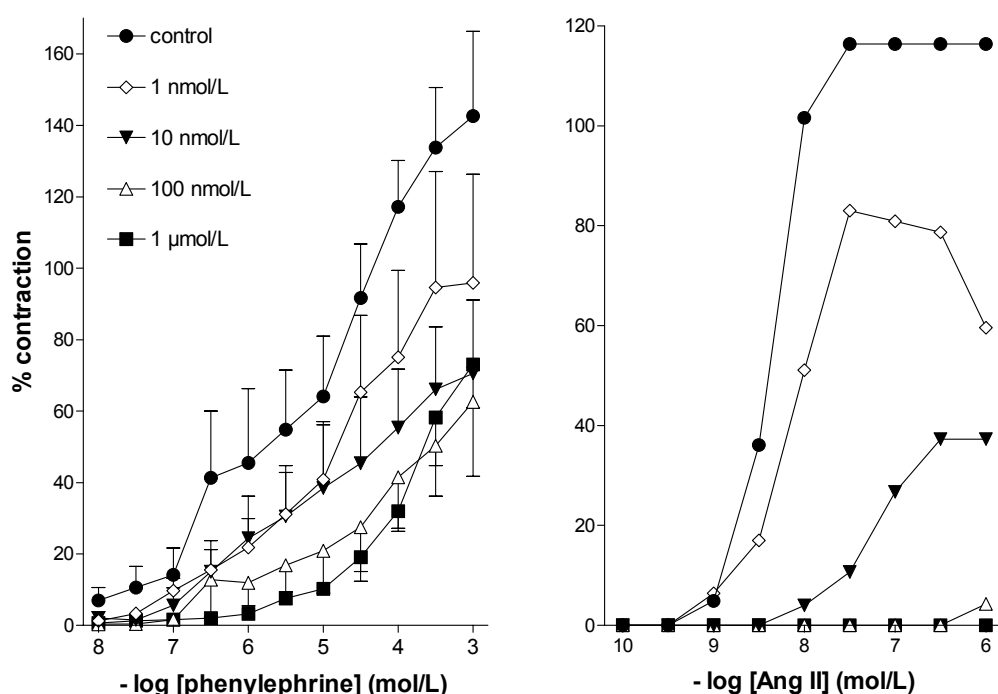 % contraction
160
140
120
100
80
60
40
20
0
control
1 nmol/L
10 nmol/L
100 nmol/L
1 µmol/L
8 7 6 5 4 3
- log [phenylephrine] (mol/L)
120
100
80
60
40
20
0
10 9 8 7 6
- log [Ang II] (mol/L)